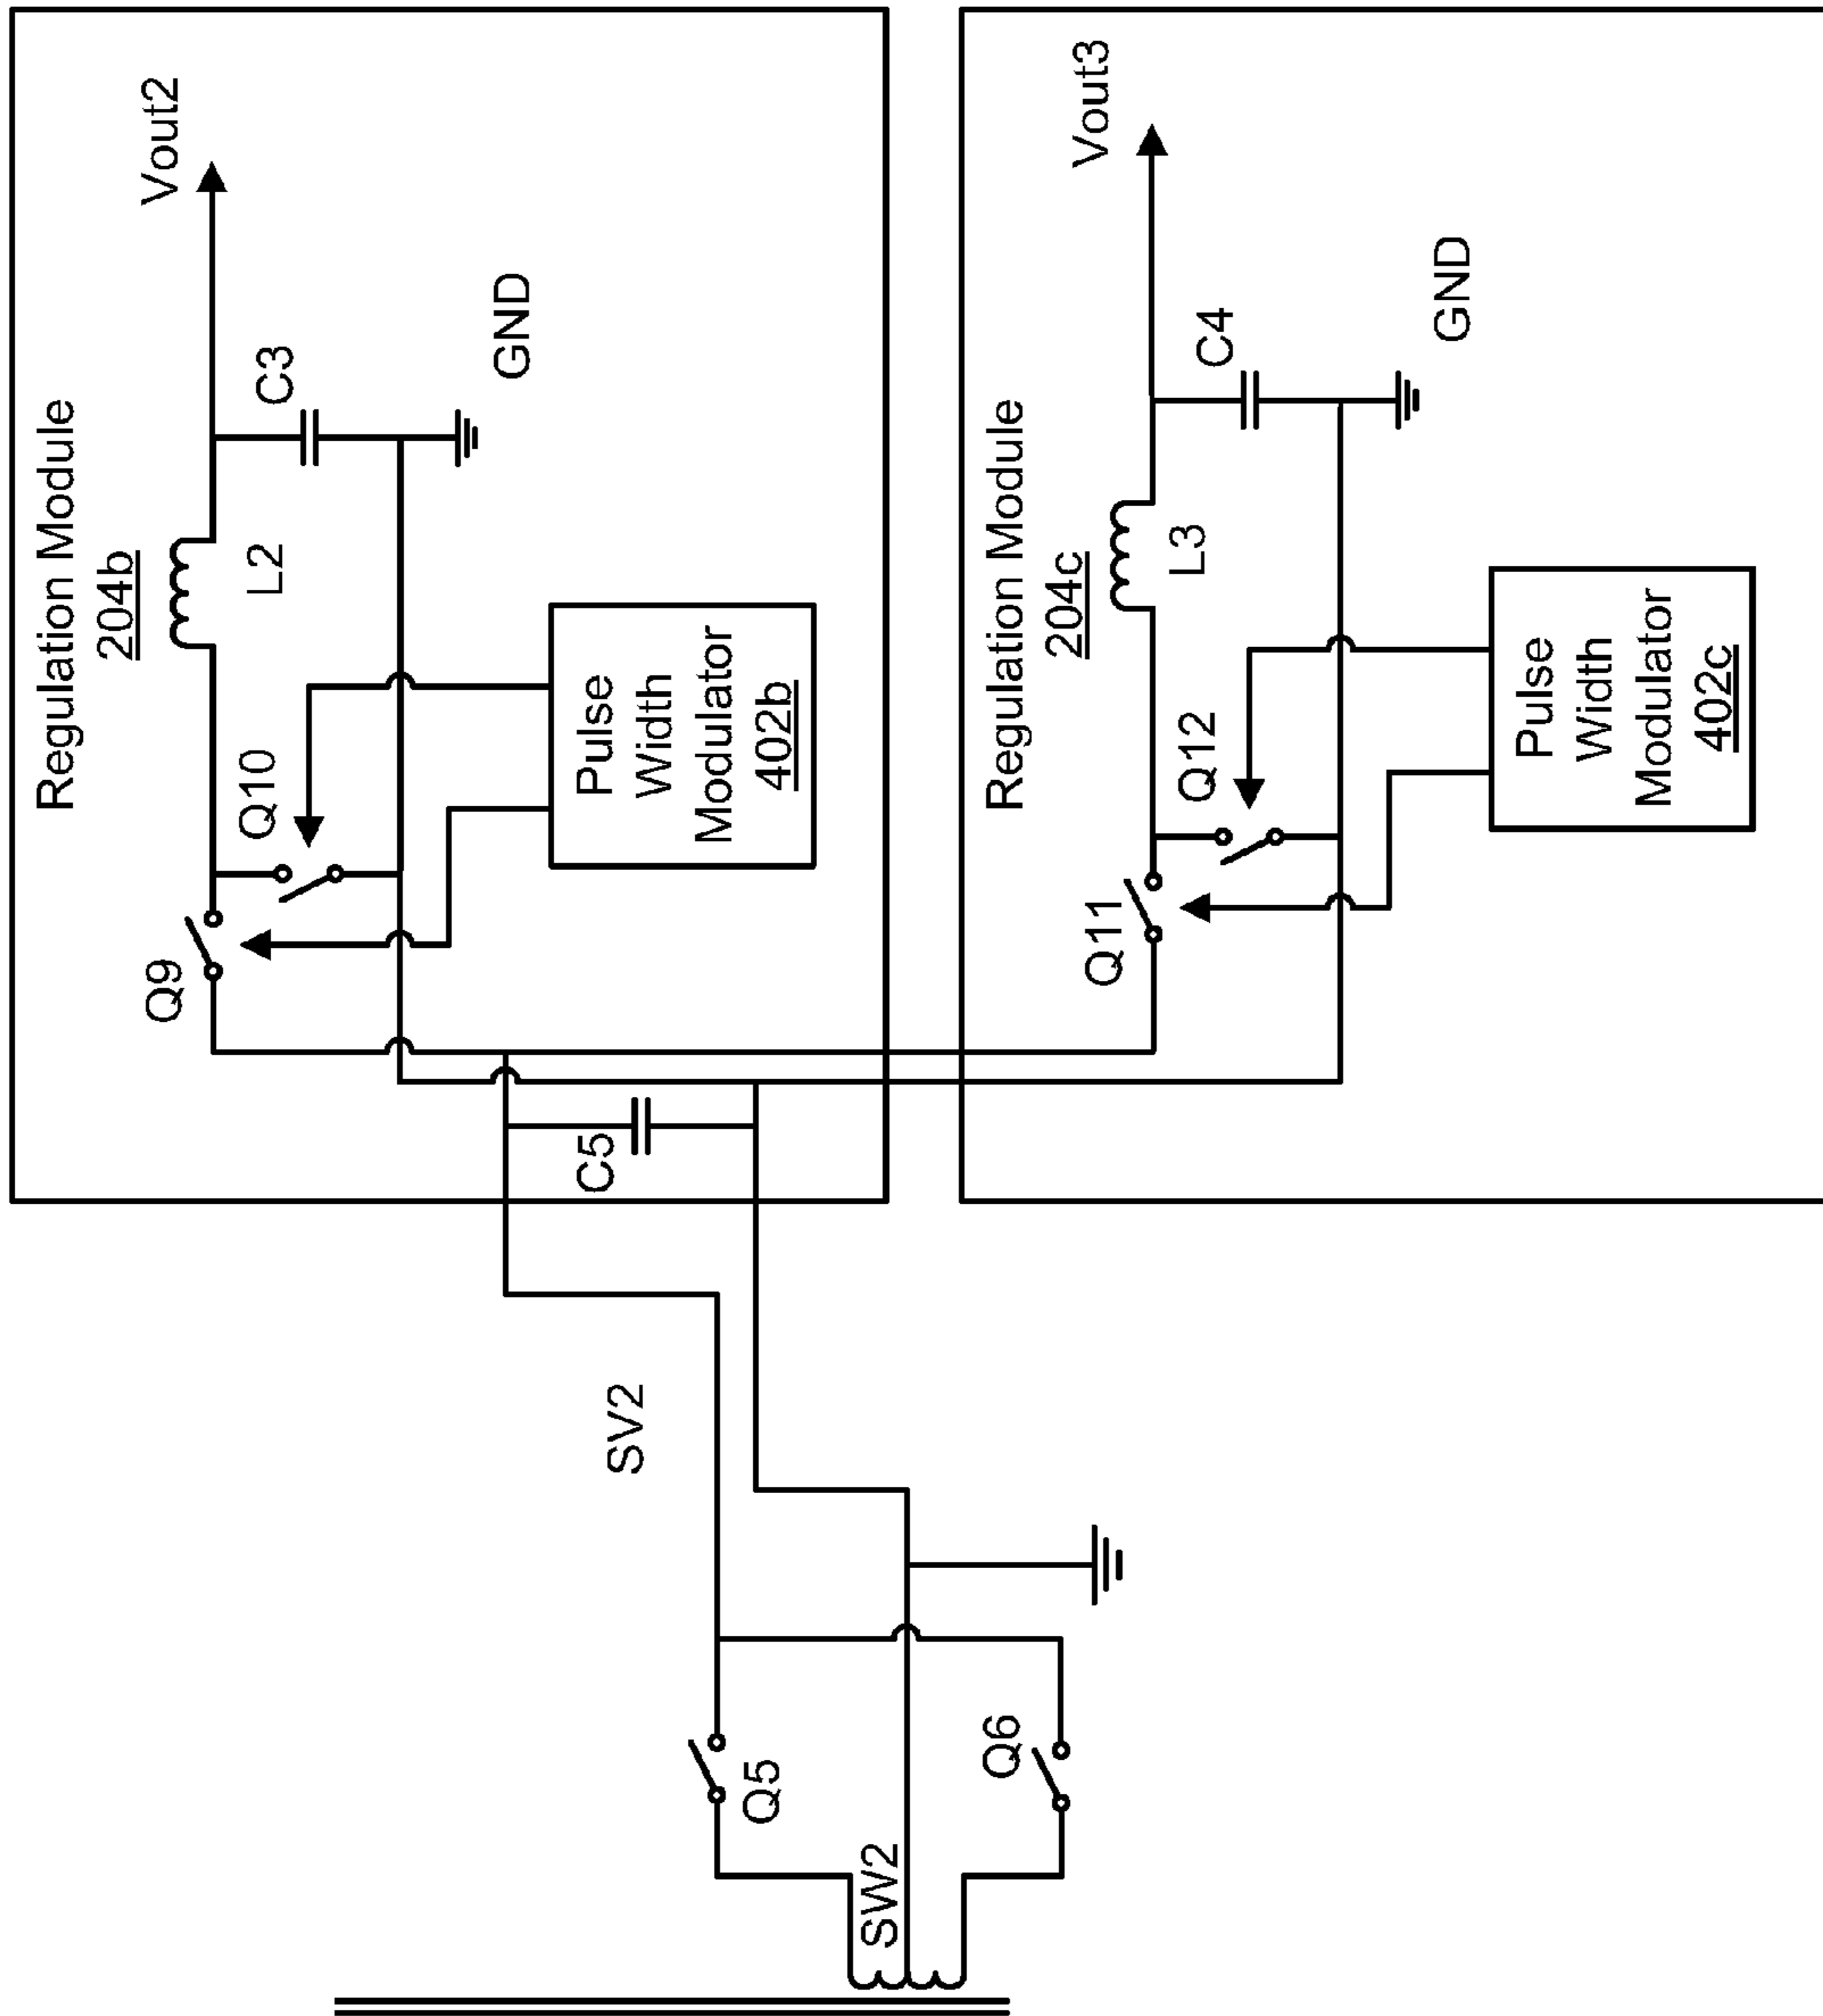 Regulation Module
204b
Vout2
Q9
Q10
L2
C3
GND
Pulse
Width
Modulator
402b
C5
SV2
Q5
SW2
Q6
Regulation Module
204c
Vout3
Q11
Q12
L3
C4
GND
Pulse
Width
Modulator
402c